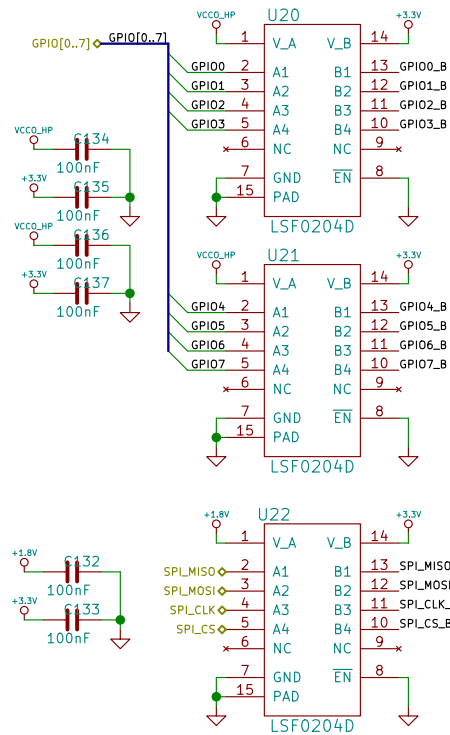 U20
VCCO_HP +3.3V
1 V_A V_B 14
GPIO[0..7] GPIO[0..7]
GPIO0 2 A1 B1 13 GPIO0_B
GPIO1 3 A2 B2 12 GPIO1_B
GPIO2 4 A3 B3 11 GPIO2_B
GPIO3 5 A4 B4 10 GPIO3_B
6 NC NC 9
7 GND EN 8
15 PAD
LSF0204D
VCCO_HP C134
100nF
+3.3V C135
100nF
VCCO_HP C136
100nF
+3.3V C137
100nF
U21
VCCO_HP +3.3V
1 V_A V_B 14
GPIO4 2 A1 B1 13 GPIO4_B
GPIO5 3 A2 B2 12 GPIO5_B
GPIO6 4 A3 B3 11 GPIO6_B
GPIO7 5 A4 B4 10 GPIO7_B
6 NC NC 9
7 GND EN 8
15 PAD
LSF0204D
U22
+1.8V +3.3V
1 V_A V_B 14
SPI_MISO 2 A1 B1 13 SPI_MISO
SPI_MOSI 3 A2 B2 12 SPI_MOSI
SPI_CLK 4 A3 B3 11 SPI_CLK_
SPI_CS 5 A4 B4 10 SPI_CS_B
6 NC NC 9
7 GND EN 8
15 PAD
LSF0204D
+1.8V C132
100nF
+3.3V C133
100nF